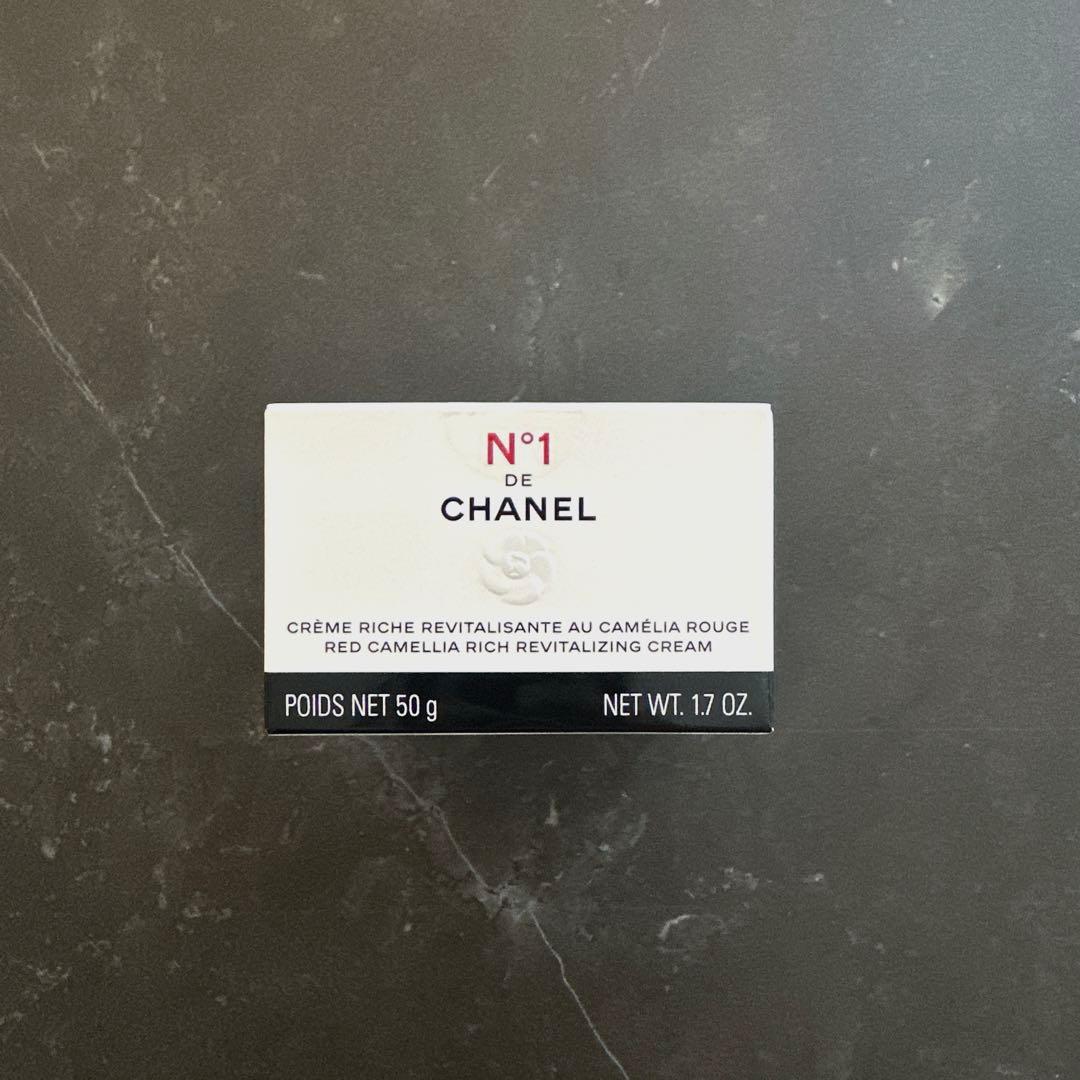 N°1
DE
CHANEL
CRÈME RICHE REVITALISANTE AU CAMÉLIA ROUGE
RED CAMELLIA RICH REVITALIZING CREAM
POIDS NET 50 g NET WT. 1.7 OZ.